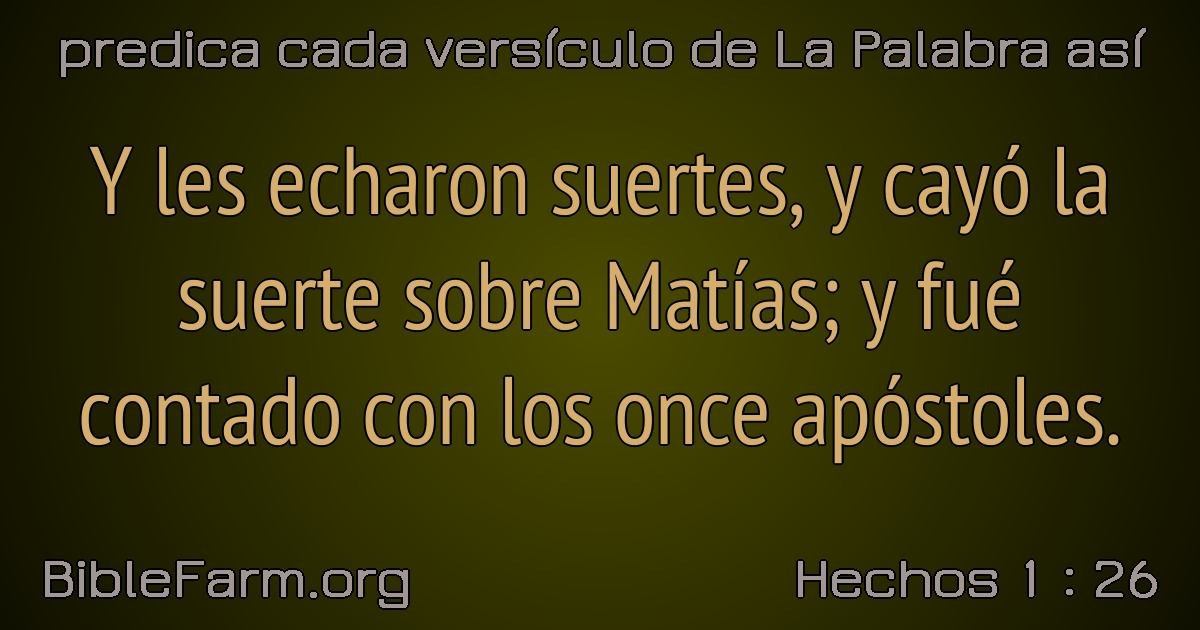 predica cada versículo de La Palabra así
Y les echaron suertes, y cayó la
suerte sobre Matías; y fué
contado con los once apóstoles.
BibleFarm.org
Hechos 1 : 26